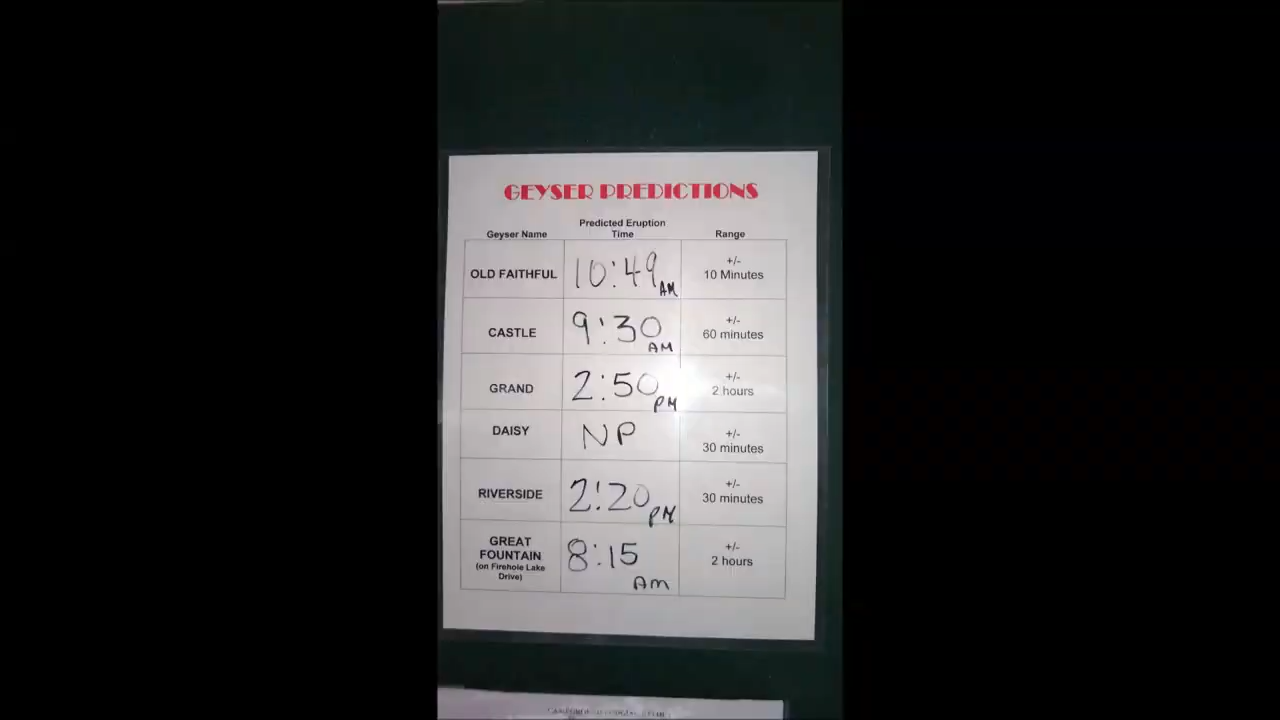 GEYSER PREDICTIONS
Geyser Name
Predicted Eruption
Time
Range
OLD FAITHFUL
10:49
AM
+/-
10 Minutes
CASTLE
9:30
AM
+/-
60 minutes
GRAND
2:50
PM
+/-
2 hours
DAISY
NP
+/-
30 minutes
RIVERSIDE
2:20
PM
+/-
30 minutes
GREAT
FOUNTAIN
(on Firehole Lake
Drive)
8:15
Am
+/-
2 hours